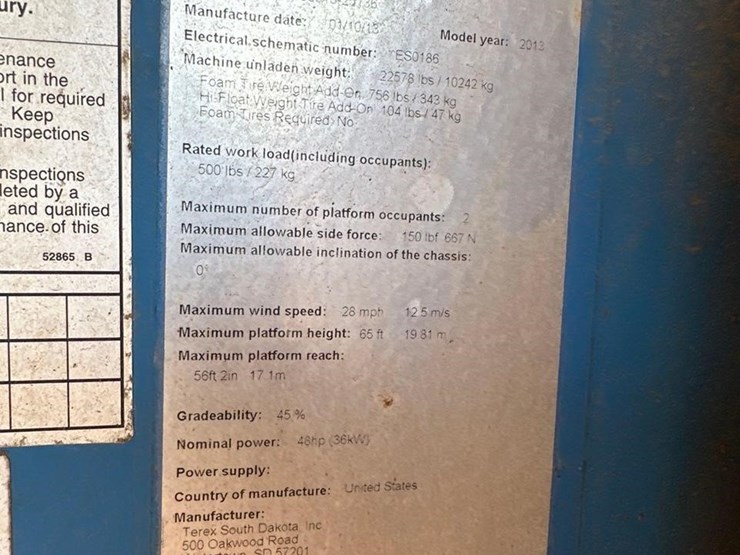 ury.
enance
ort in the
l for required
Keep
inspections
nspections
leted by a
and qualified
nance of this
52865 B
Manufacture date: 01/10/13
Model year: 2013
Electrical schematic number: ES0186
Machine unladen weight:
22578 lbs / 10242 kg
Foam Tire Weight Add-On 756 lbs / 343 kg
Hi-Float Weight Tire Add-On 104 lbs / 47 kg
Foam Tires Required: No
Rated work load(including occupants):
500 lbs / 227 kg
Maximum number of platform occupants: 2
Maximum allowable side force: 150 lbf 667 N
Maximum allowable inclination of the chassis:
0°
Maximum wind speed: 28 mph 12.5 m/s
Maximum platform height: 65 ft 19.81 m
Maximum platform reach:
56ft 2in 17.1m
Gradeability: 45 %
Nominal power: 48hp (36kW)
Power supply:
Country of manufacture: United States
Manufacturer:
Terex South Dakota, Inc
500 Oakwood Road
SD 57201